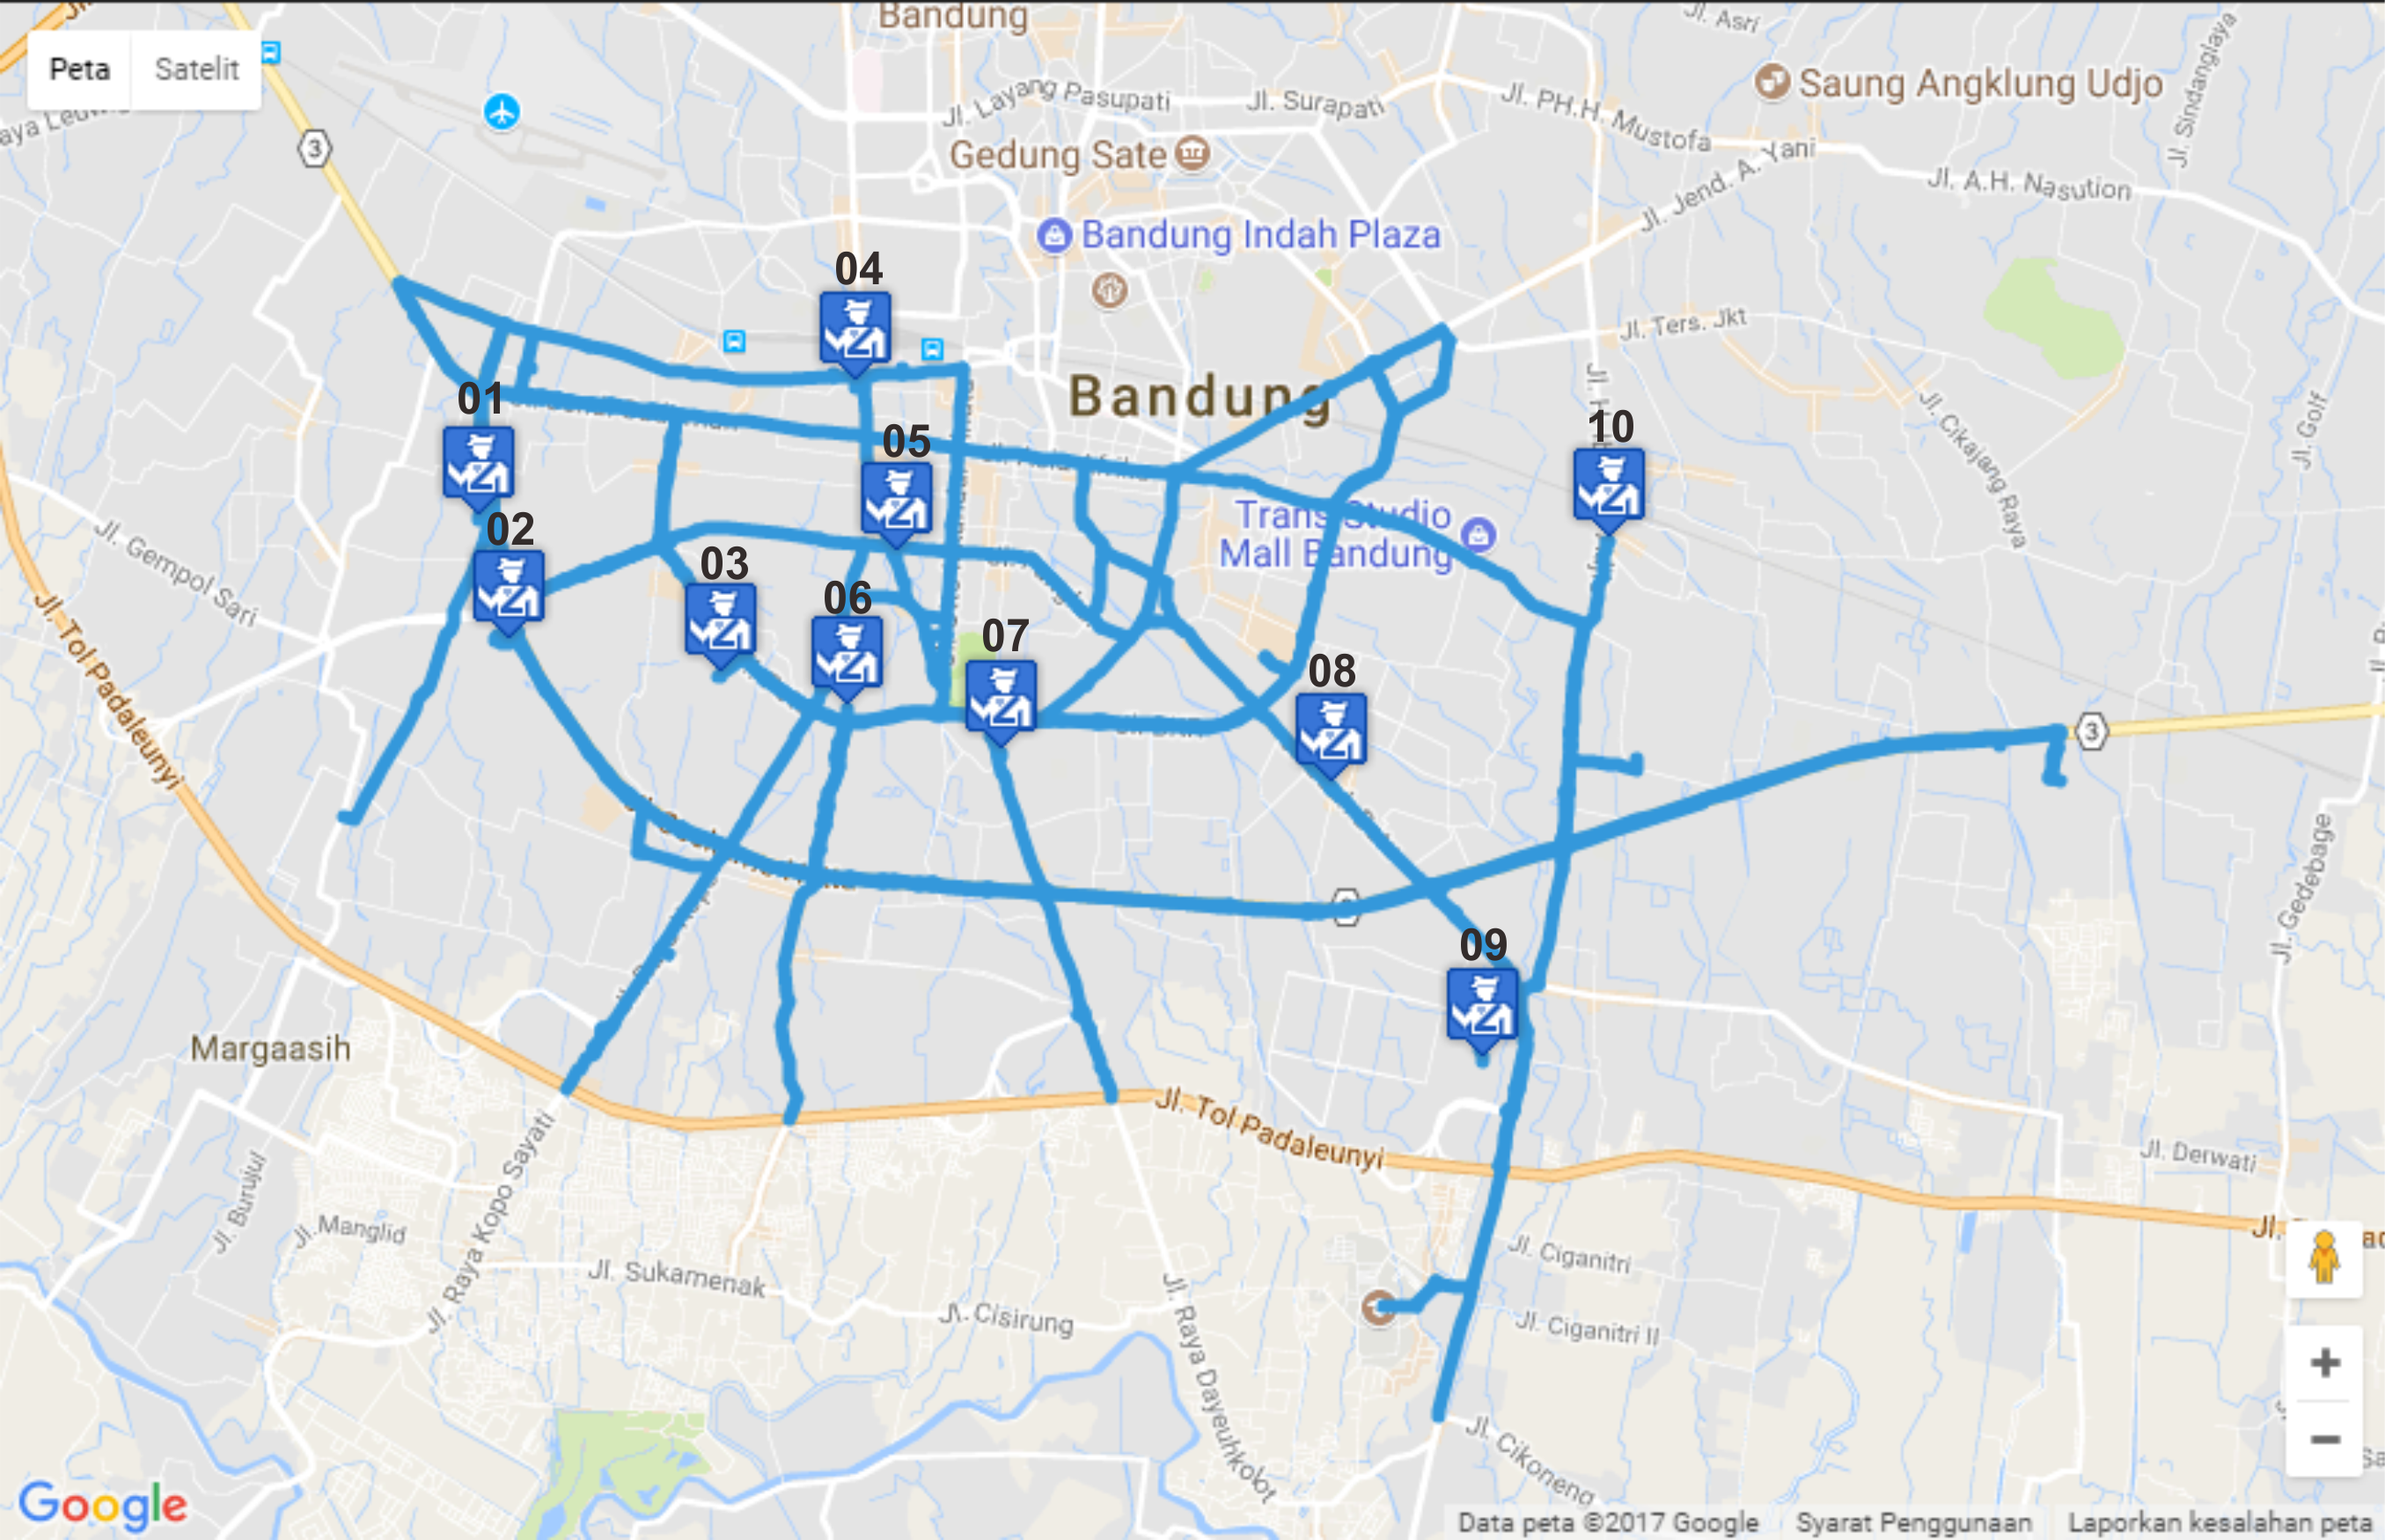 Bandung
Jl. Asri
Peta
Satelit
Saung Angklung Udjo
Jl. Sindanglaya
Jl. Layang Pasupati
Jl. Surapati
Jl. PH.H. Mustofa
3
Gedung Sate
Jl. Jend. A. Yani
Jl. A.H. Nasution
Bandung Indah Plaza
04
Jl. Ters. Jkt
01
Bandung
10
05
Jl. Golf
Jl. Cikajang Raya
02
Trans Studio
Mall Bandung
Jl. Gempol Sari
03
06
07
08
Jl. Tol Padaleunyi
3
Jl. Gedebage
09
Margaasih
Jl. Tol Padaleunyi
Jl. Derwati
Jl. Burujul
Jl. Manglid
Jl. Raya Kopo Sayati
Jl. Sukamenak
Jl. Cisirung
Jl. Ciganitri
Jl. Ciganitri II
Jl. Raya Dayeuhkolot
Jl. Cikoneng
+
−
Google
Data peta ©2017 Google
Syarat Penggunaan
Laporkan kesalahan peta